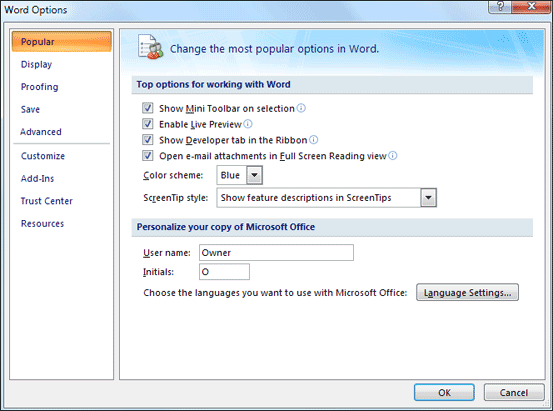 Word Options
Popular
Display
Proofing
Save
Advanced
Customize
Add-Ins
Trust Center
Resources
Change the most popular options in Word.
Top options for working with Word
Show Mini Toolbar on selection
Enable Live Preview
Show Developer tab in the Ribbon
Open e-mail attachments in Full Screen Reading view
Color scheme: Blue
ScreenTip style: Show feature descriptions in ScreenTips
Personalize your copy of Microsoft Office
User name: Owner
Initials: O
Choose the languages you want to use with Microsoft Office: Language Settings...
OK Cancel